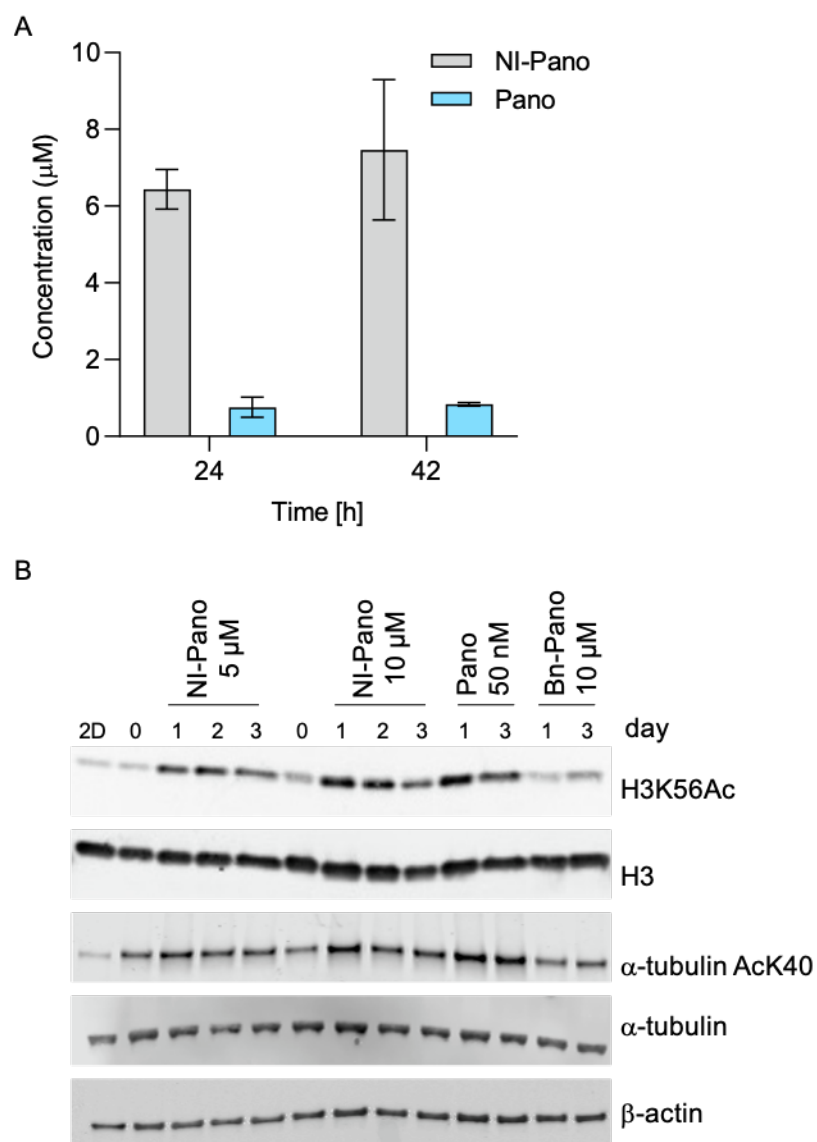 A
10
8
6
4
2
0
Concentration (μM)
NI-Pano
Pano
24
42
Time [h]
B
NI-Pano
5 μM
NI-Pano
10 μM
Pano
50 nM
Bn-Pano
10 μM
2D 0 1 2 3 0 1 2 3 1 3 1 3 day
H3K56Ac
H3
α-tubulin AcK40
α-tubulin
β-actin